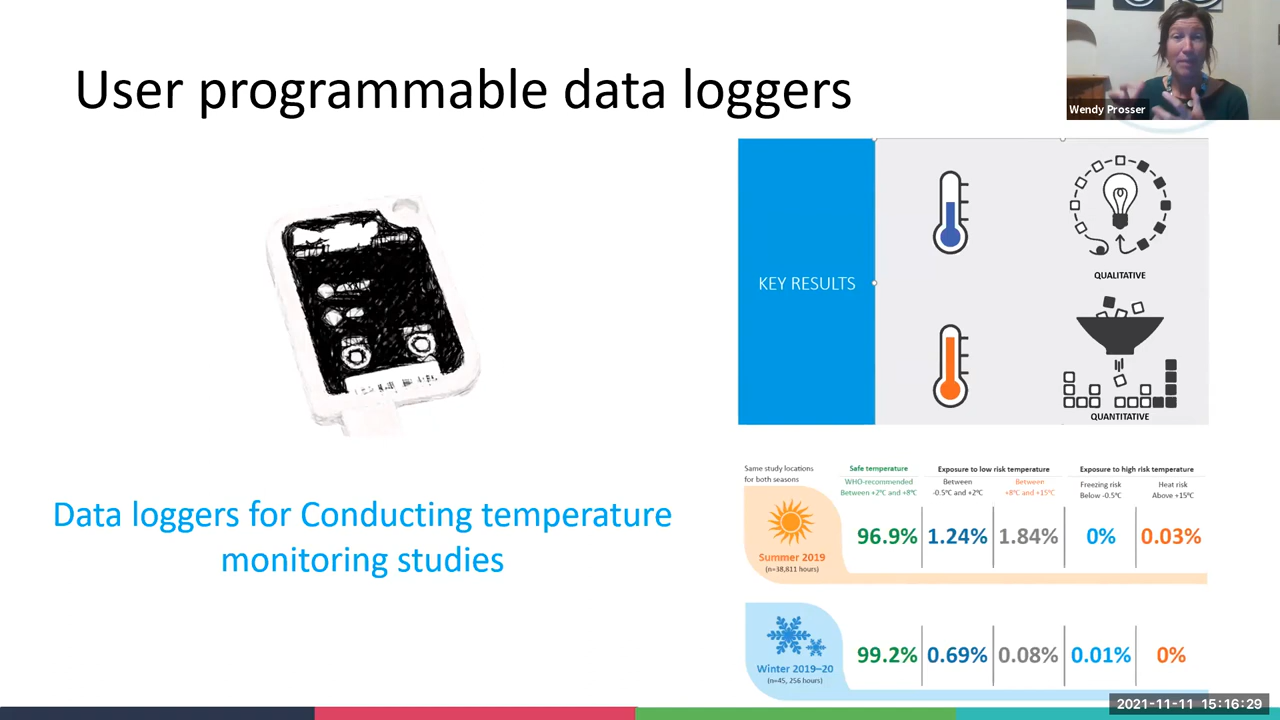 User programmable data loggers
Wendy Prosser
KEY RESULTS
QUALITATIVE
QUANTITATIVE
Data loggers for Conducting temperature
monitoring studies
Same study locations
for both seasons
Safe temperature
WHO-recommended
Between +2°C and +8°C
Exposure to low risk temperature
Between
-0.5°C and +2°C
Between
+8°C and +15°C
Exposure to high risk temperature
Freezing risk
Below -0.5°C
Heat risk
Above +15°C
Summer 2019
(n=38,811 hours)
96.9% 1.24% 1.84% 0% 0.03%
Winter 2019–20
(n=45, 256 hours)
99.2% 0.69% 0.08% 0.01% 0%
2021-11-11 15:16:29